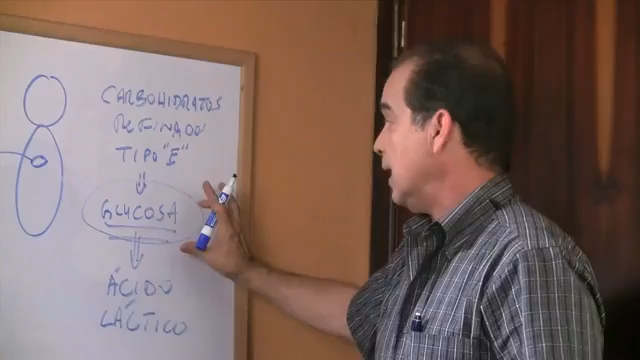 CARBOHIDRATOS
REFINADOS
TIPO "E"
GLUCOSA
ÁCIDO
LÁCTICO